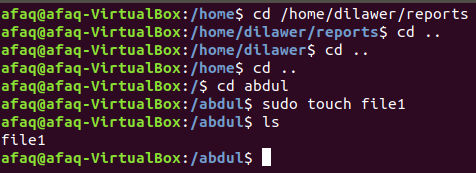 afaq@afaq-VirtualBox:/home$ cd /home/dilawer/reports
afaq@afaq-VirtualBox:/home/dilawer/reports$ cd ..
afaq@afaq-VirtualBox:/home/dilawer$ cd ..
afaq@afaq-VirtualBox:/home$ cd ..
afaq@afaq-VirtualBox:/$ cd abdul
afaq@afaq-VirtualBox:/abdul$ sudo touch file1
afaq@afaq-VirtualBox:/abdul$ ls
file1
afaq@afaq-VirtualBox:/abdul$